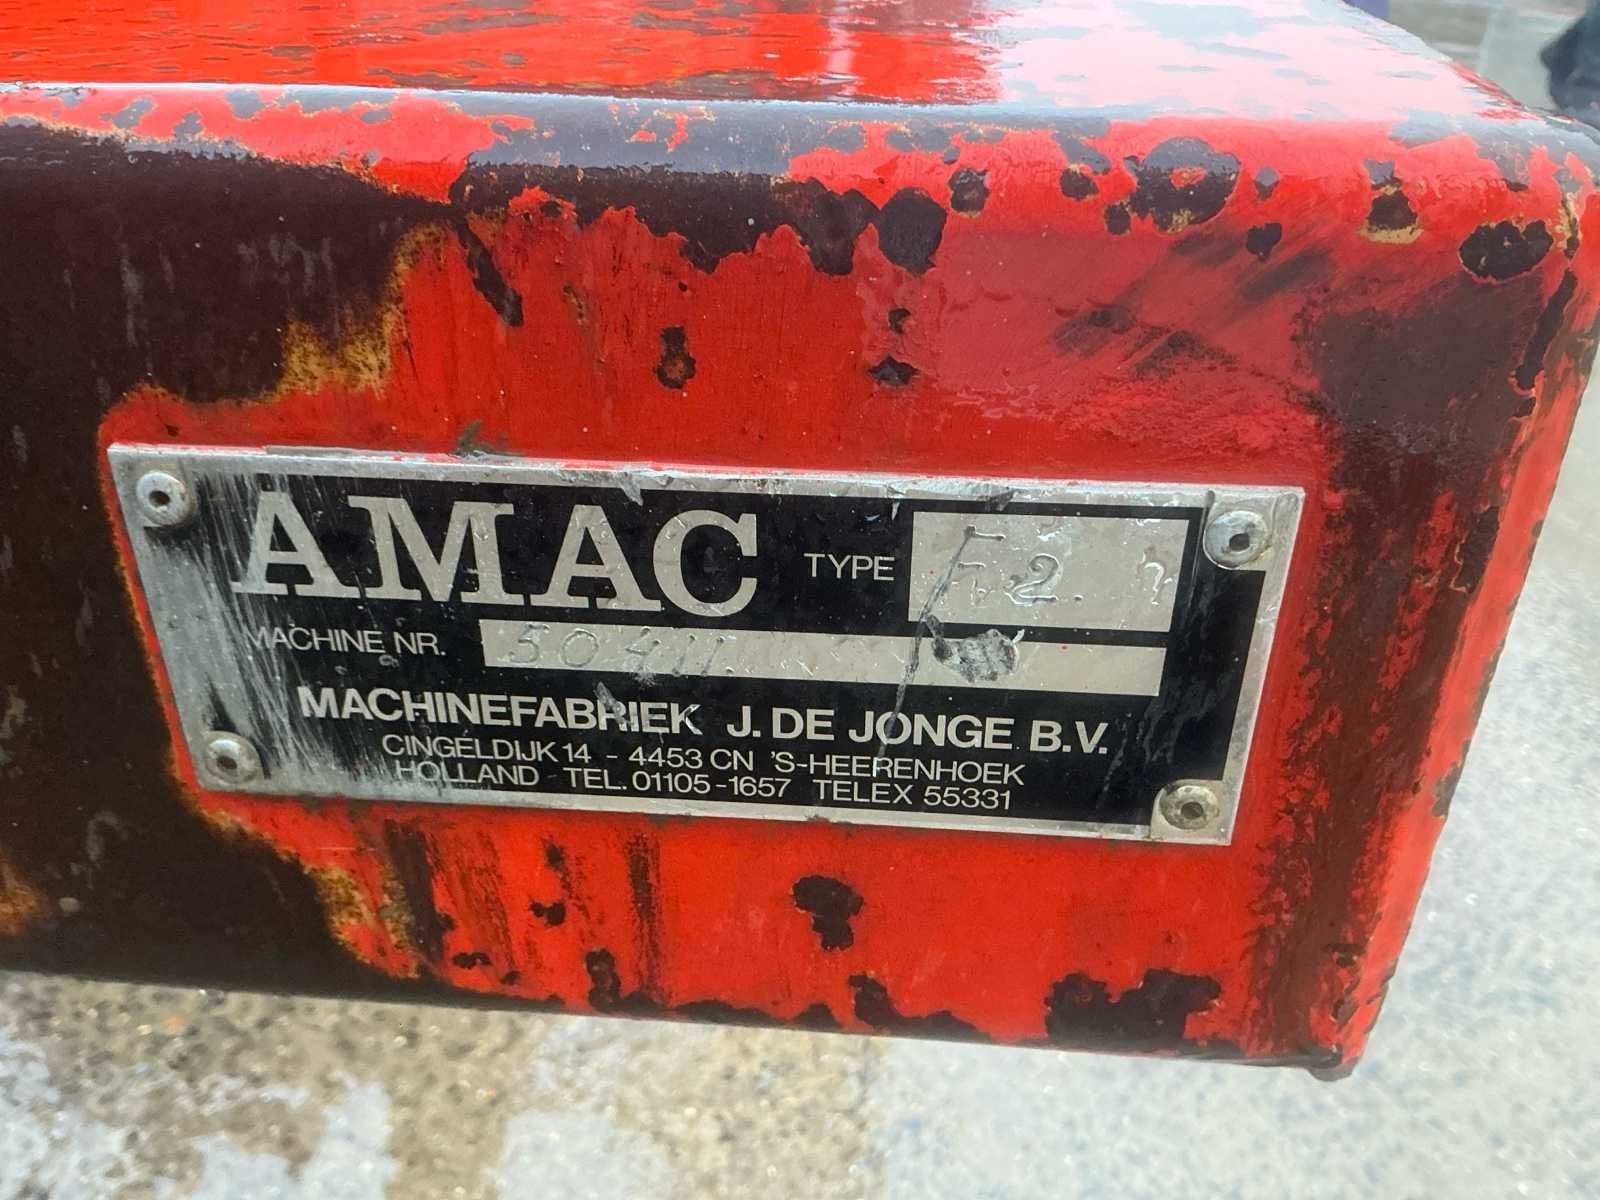 AMAC TYPE E2
MACHINE NR. 50411.
MACHINEFABRIEK J. DE JONGE B.V.
CINGELDIJK 14 - 4453 CN 'S-HEERENHOEK
HOLLAND TEL. 01105-1657 TELEX 55331